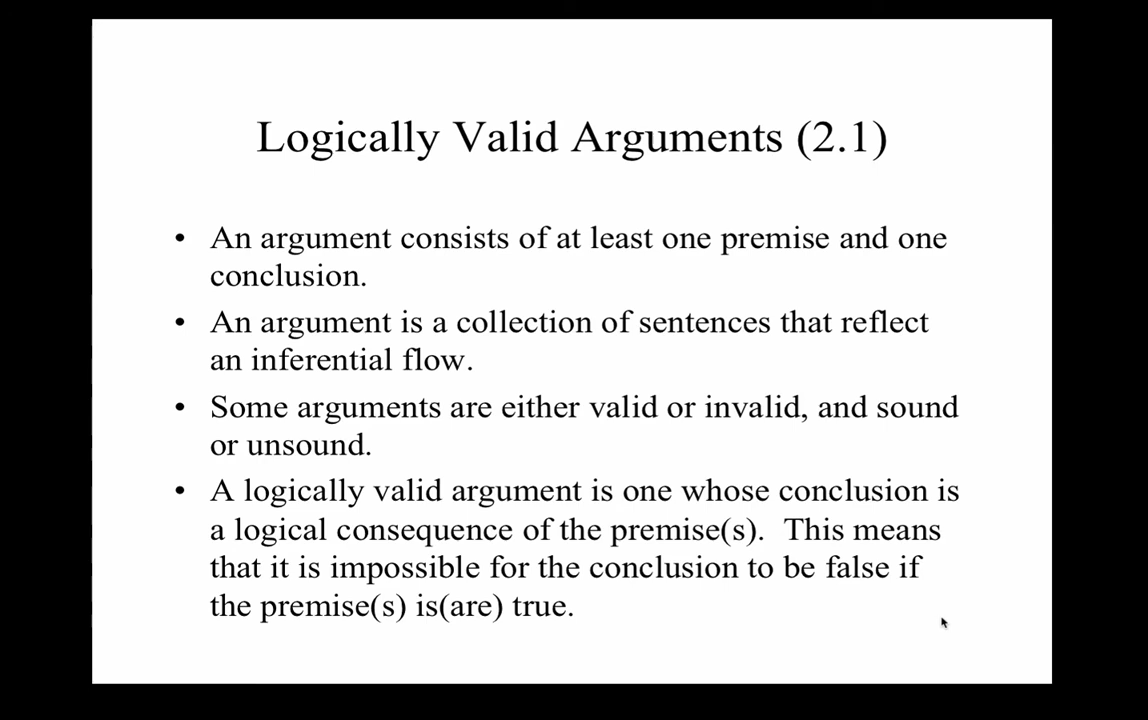 Logically Valid Arguments (2.1)
• An argument consists of at least one premise and one
conclusion.
• An argument is a collection of sentences that reflect
an inferential flow.
• Some arguments are either valid or invalid, and sound
or unsound.
• A logically valid argument is one whose conclusion is
a logical consequence of the premise(s).  This means
that it is impossible for the conclusion to be false if
the premise(s) is(are) true.